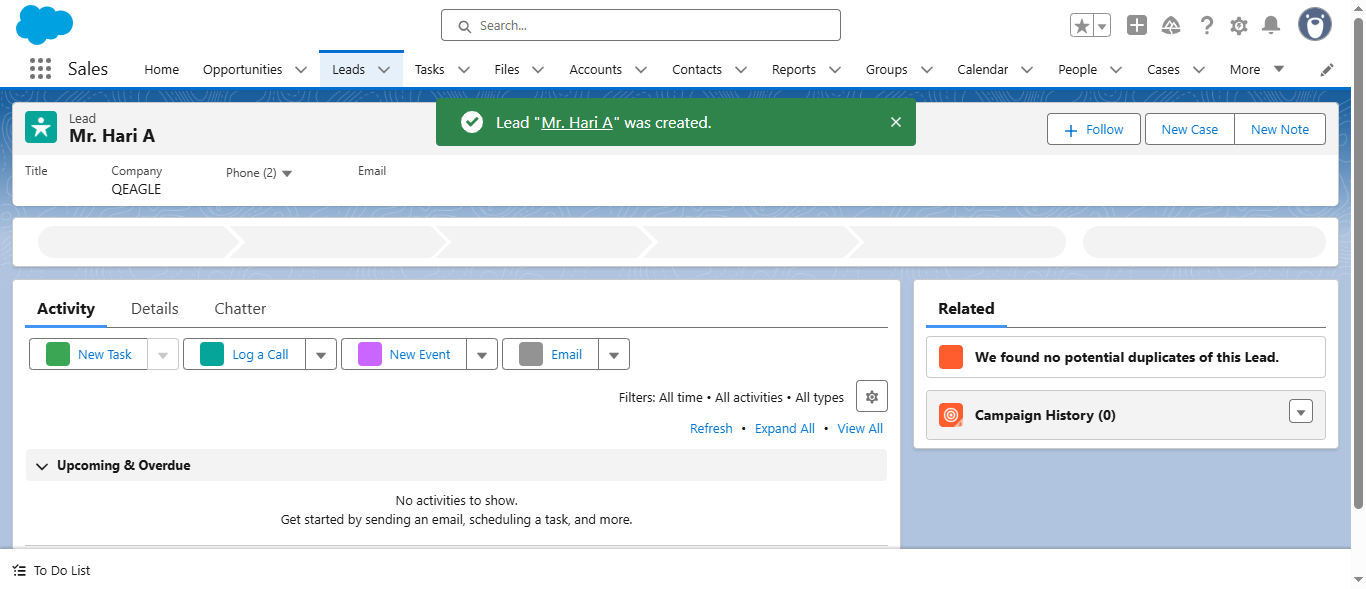 Search...
Sales
Home
Opportunities
Leads
Tasks
Files
Accounts
Contacts
Reports
Groups
Calendar
People
Cases
More
Lead
Mr. Hari A
Lead "Mr. Hari A" was created.
Follow
New Case
New Note
Title
Company
Phone (2)
Email
QEAGLE
Activity
Details
Chatter
New Task
Log a Call
New Event
Email
Filters: All time • All activities • All types
Refresh • Expand All • View All
Upcoming & Overdue
No activities to show.
Get started by sending an email, scheduling a task, and more.
Related
We found no potential duplicates of this Lead.
Campaign History (0)
To Do List